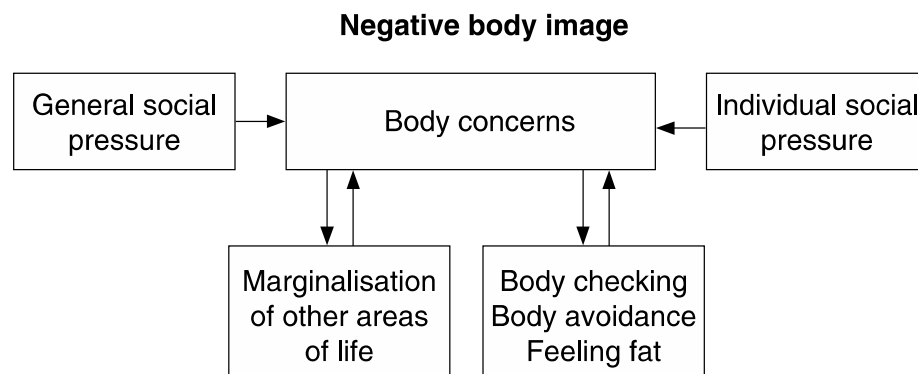 Negative body image
General social
pressure
Body concerns
Individual social
pressure
Marginalisation
of other areas
of life
Body checking
Body avoidance
Feeling fat